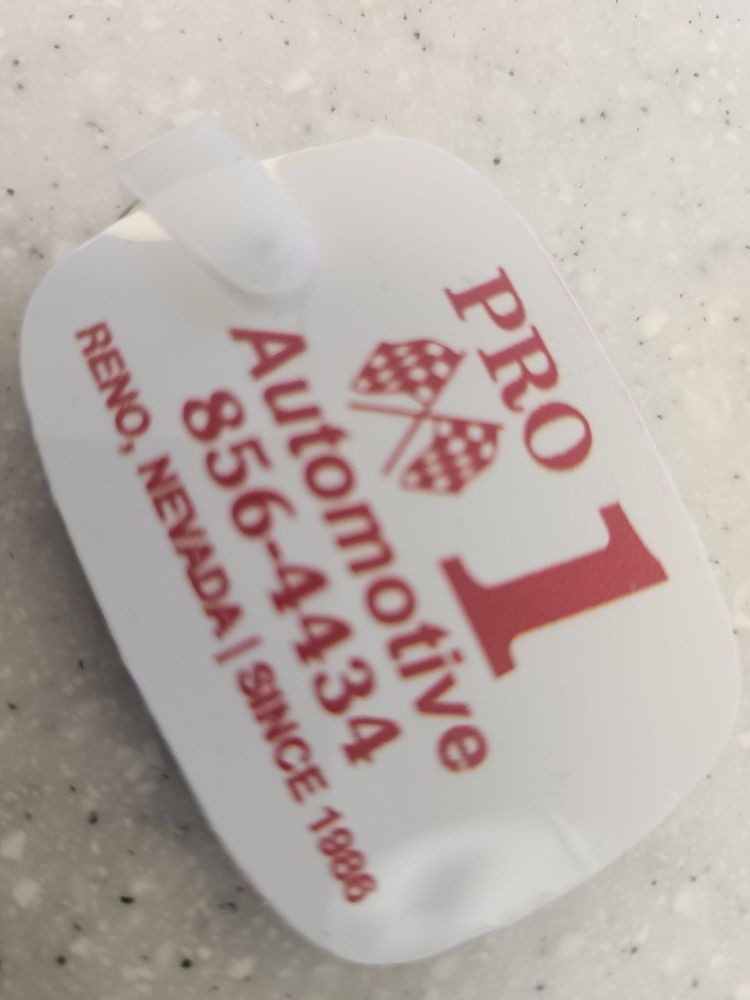 PRO
1
Automotive
856-4434
RENO, NEVADA | SINCE 1986